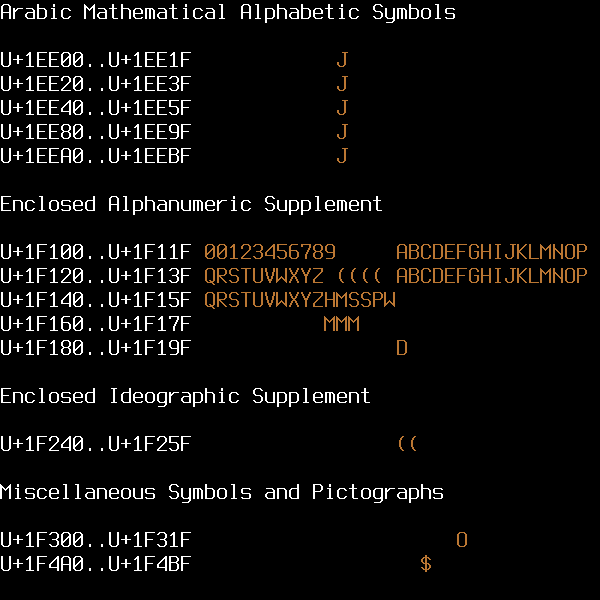 Arabic Mathematical Alphabetic Symbols
U+1EE00..U+1EE1F            J
U+1EE20..U+1EE3F            J
U+1EE40..U+1EE5F            J
U+1EE80..U+1EE9F            J
U+1EEA0..U+1EEBF            J
Enclosed Alphanumeric Supplement
U+1F100..U+1F11F 00123456789     ABCDEFGHIJKLMNOP
U+1F120..U+1F13F QRSTUVWXYZ (((( ABCDEFGHIJKLMNOP
U+1F140..U+1F15F QRSTUVWXYZHMSSPW
U+1F160..U+1F17F           MMM
U+1F180..U+1F19F                 D
Enclosed Ideographic Supplement
U+1F240..U+1F25F                 ((
Miscellaneous Symbols and Pictographs
U+1F300..U+1F31F                      O
U+1F4A0..U+1F4BF                   $